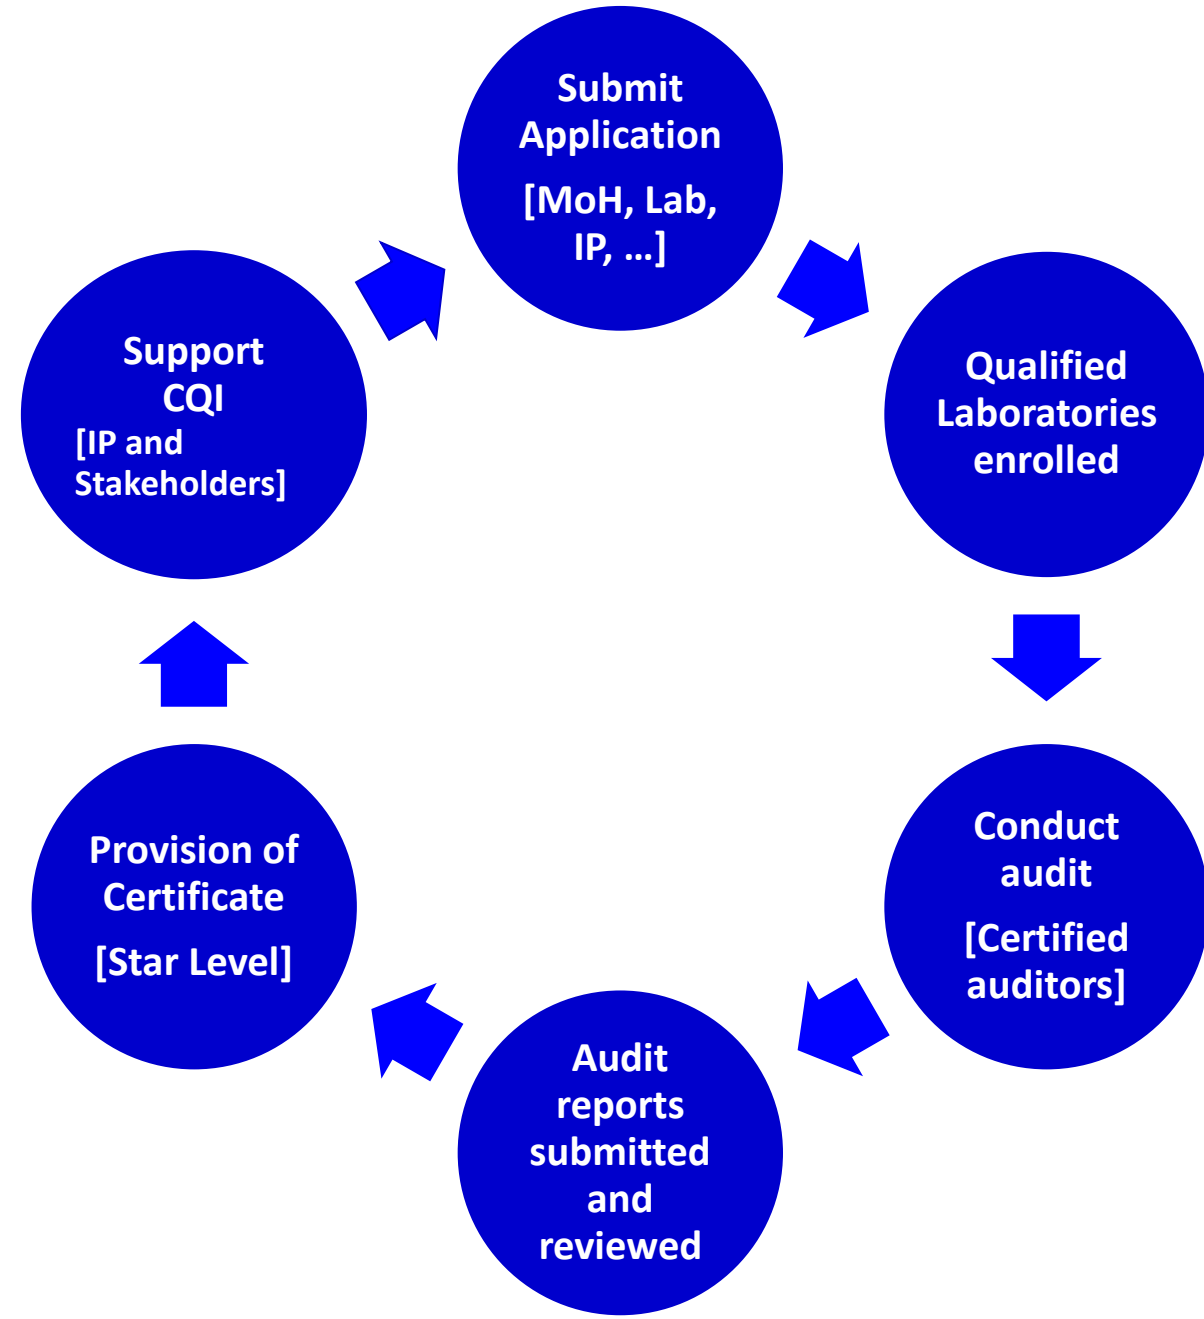 Submit
Application
[MoH, Lab,
IP, ...]
Qualified
Laboratories
enrolled
Conduct
audit
[Certified
auditors]
Audit
reports
submitted
and
reviewed
Provision of
Certificate
[Star Level]
Support
CQI
[IP and
Stakeholders]